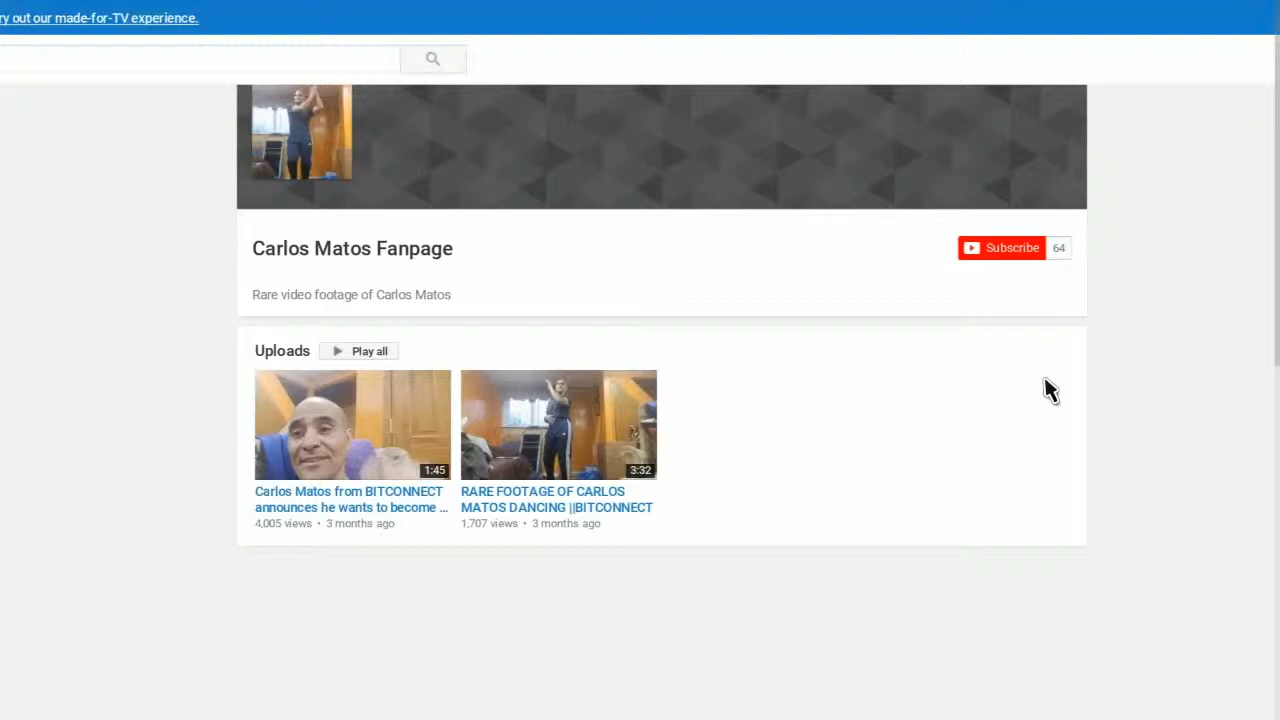 ry out our made-for-TV experience.
Carlos Matos Fanpage
Subscribe 64
Rare video footage of Carlos Matos
Uploads Play all
1:45 3:32
Carlos Matos from BITCONNECT
announces he wants to become ...
4,005 views • 3 months ago
RARE FOOTAGE OF CARLOS
MATOS DANCING ||BITCONNECT
1,707 views • 3 months ago